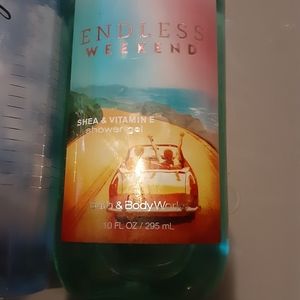 ENDLESS
WEEKEND
SHEA & VITAMIN E
shower gel
Bath & Body Works
10 FL OZ / 295 mL